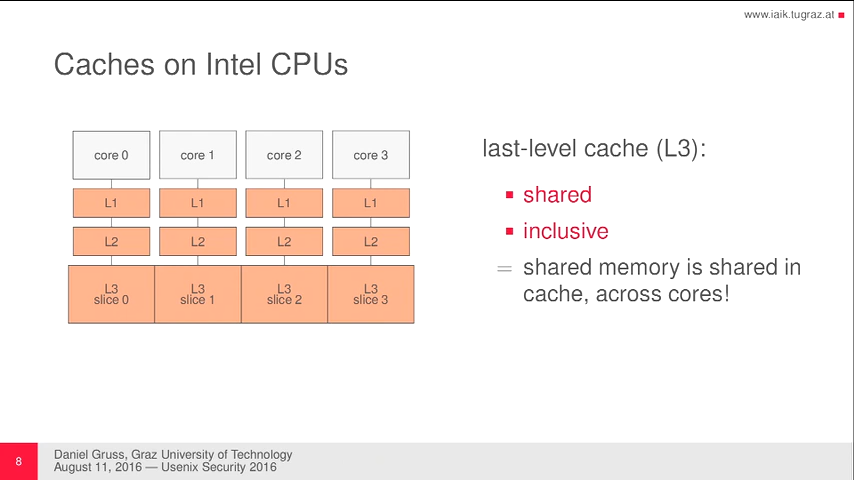 www.iaik.tugraz.at
Caches on Intel CPUs
core 0
core 1
core 2
core 3
L1
L1
L1
L1
L2
L2
L2
L2
L3
slice 0
L3
slice 1
L3
slice 2
L3
slice 3
last-level cache (L3):
shared
inclusive
= shared memory is shared in
cache, across cores!
8
Daniel Gruss, Graz University of Technology
August 11, 2016 — Usenix Security 2016